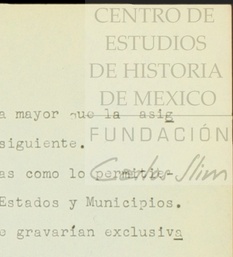 CENTRO DE
ESTUDIOS
DE HISTORIA
DE MEXICO
a mayor que la asig
siguiente.
FUNDACIÓN
as como lo permitie-
Carlos Slim
Estados y Municipios.
e gravarían exclusiva